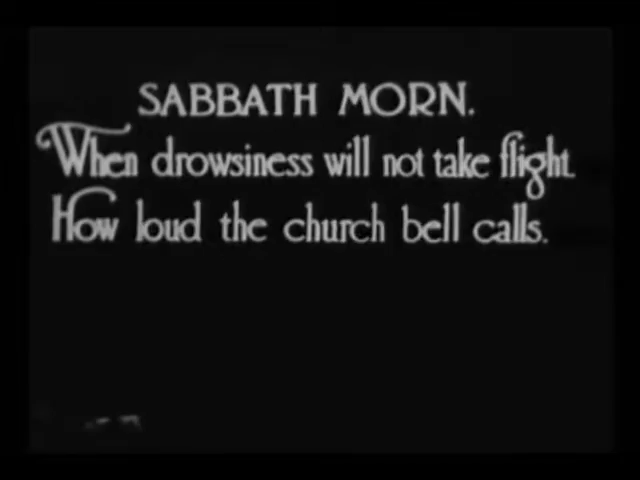 SABBATH MORN.
When drowsiness will not take flight.
How loud the church bell calls.